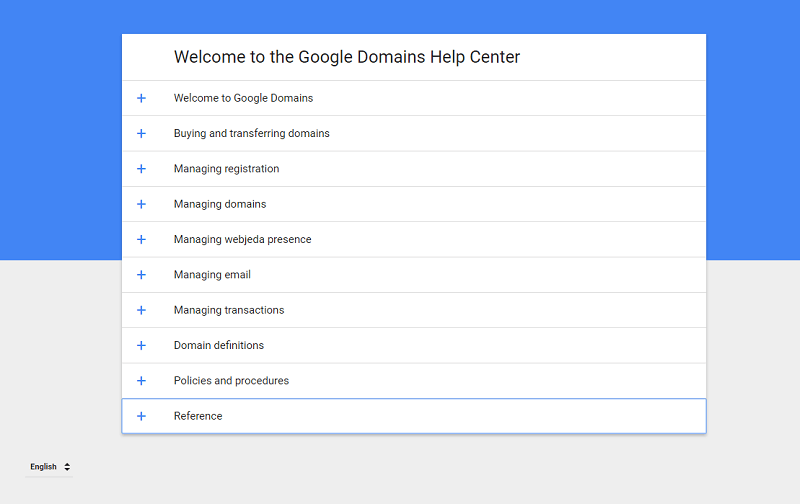 Welcome to the Google Domains Help Center
Welcome to Google Domains
Buying and transferring domains
Managing registration
Managing domains
Managing webjeda presence
Managing email
Managing transactions
Domain definitions
Policies and procedures
Reference
English